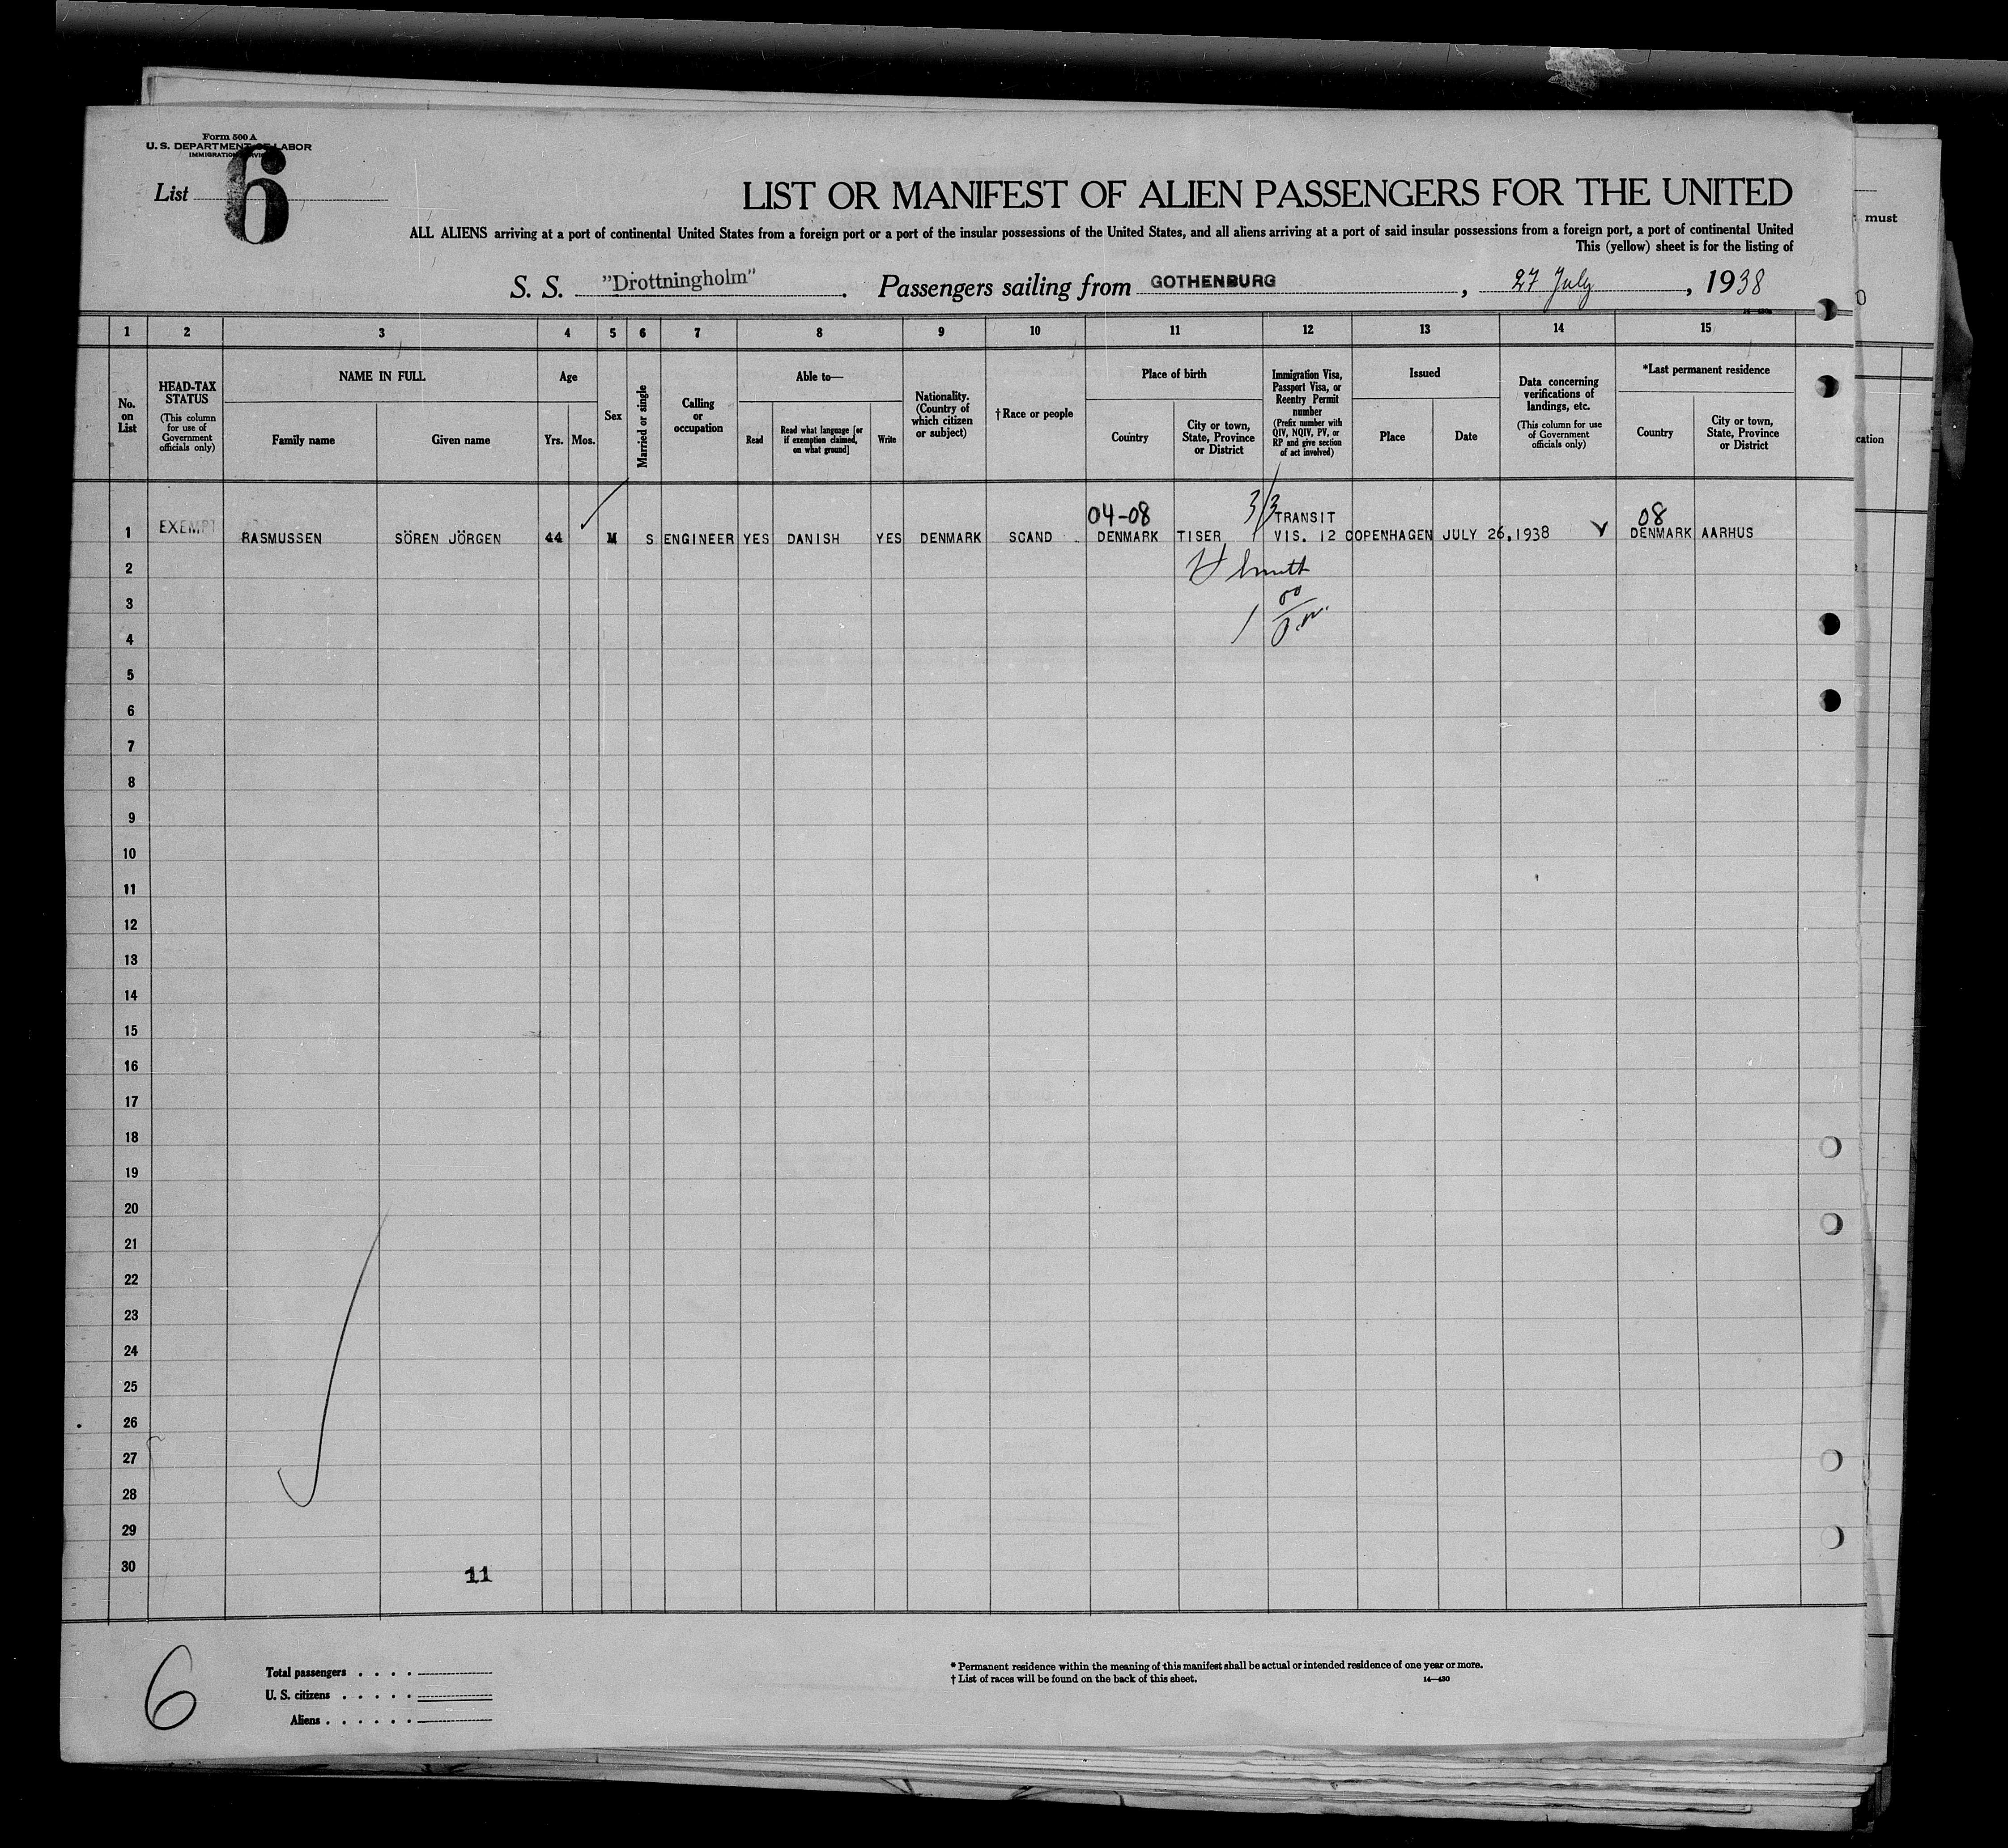 Form 500 A
U. S. DEPARTMENT OF LABOR
IMMIGRATION SERVICE
List 6
LIST OR MANIFEST OF ALIEN PASSENGERS FOR THE UNITED
ALL ALIENS arriving at a port of continental United States from a foreign port or a port of the insular possessions of the United States, and all aliens arriving at a port of said insular possessions from a foreign port, a port of continental United
This (yellow) sheet is for the listing of
must
S. S. "Drottningholm". Passengers sailing from GOTHENBURG, 27 July, 1938
1 2 3 4 5 6 7 8 9 10 11 12 13 14 15
No. on List
HEAD-TAX STATUS
(This column for use of Government officials only)
NAME IN FULL
Family name
Given name
Age
Yrs. Mos.
Sex
Married or single
Calling or occupation
Able to—
Read
Read what language [or if exemption claimed, on what ground]
Write
Nationality. (Country of which citizen or subject)
†Race or people
Place of birth
Country
City or town, State, Province or District
Immigration Visa, Passport Visa, or Reentry Permit number
(Prefix number with QIV, NQIV, PV, or RP and give section of act involved)
Issued
Place
Date
Data concerning verifications of landings, etc.
(This column for use of Government officials only)
*Last permanent residence
Country
City or town, State, Province or District
cation
04-08 3/3 TRANSIT 08
1 EXEMPT RASMUSSEN SÖREN JÖRGEN 44 M S ENGINEER YES DANISH YES DENMARK SCAND. DENMARK TISER VIS. 12 COPENHAGEN JULY 26,1938 DENMARK AARHUS
2
3
4
5
6
7
8
9
10
11
12
13
14
15
16
17
18
19
20
21
22
23
24
25
26
27
28
29
30
11
6
Total passengers . . . .
U. S. citizens . . . . .
Aliens . . . . . .
* Permanent residence within the meaning of this manifest shall be actual or intended residence of one year or more.
† List of races will be found on the back of this sheet.
14—430